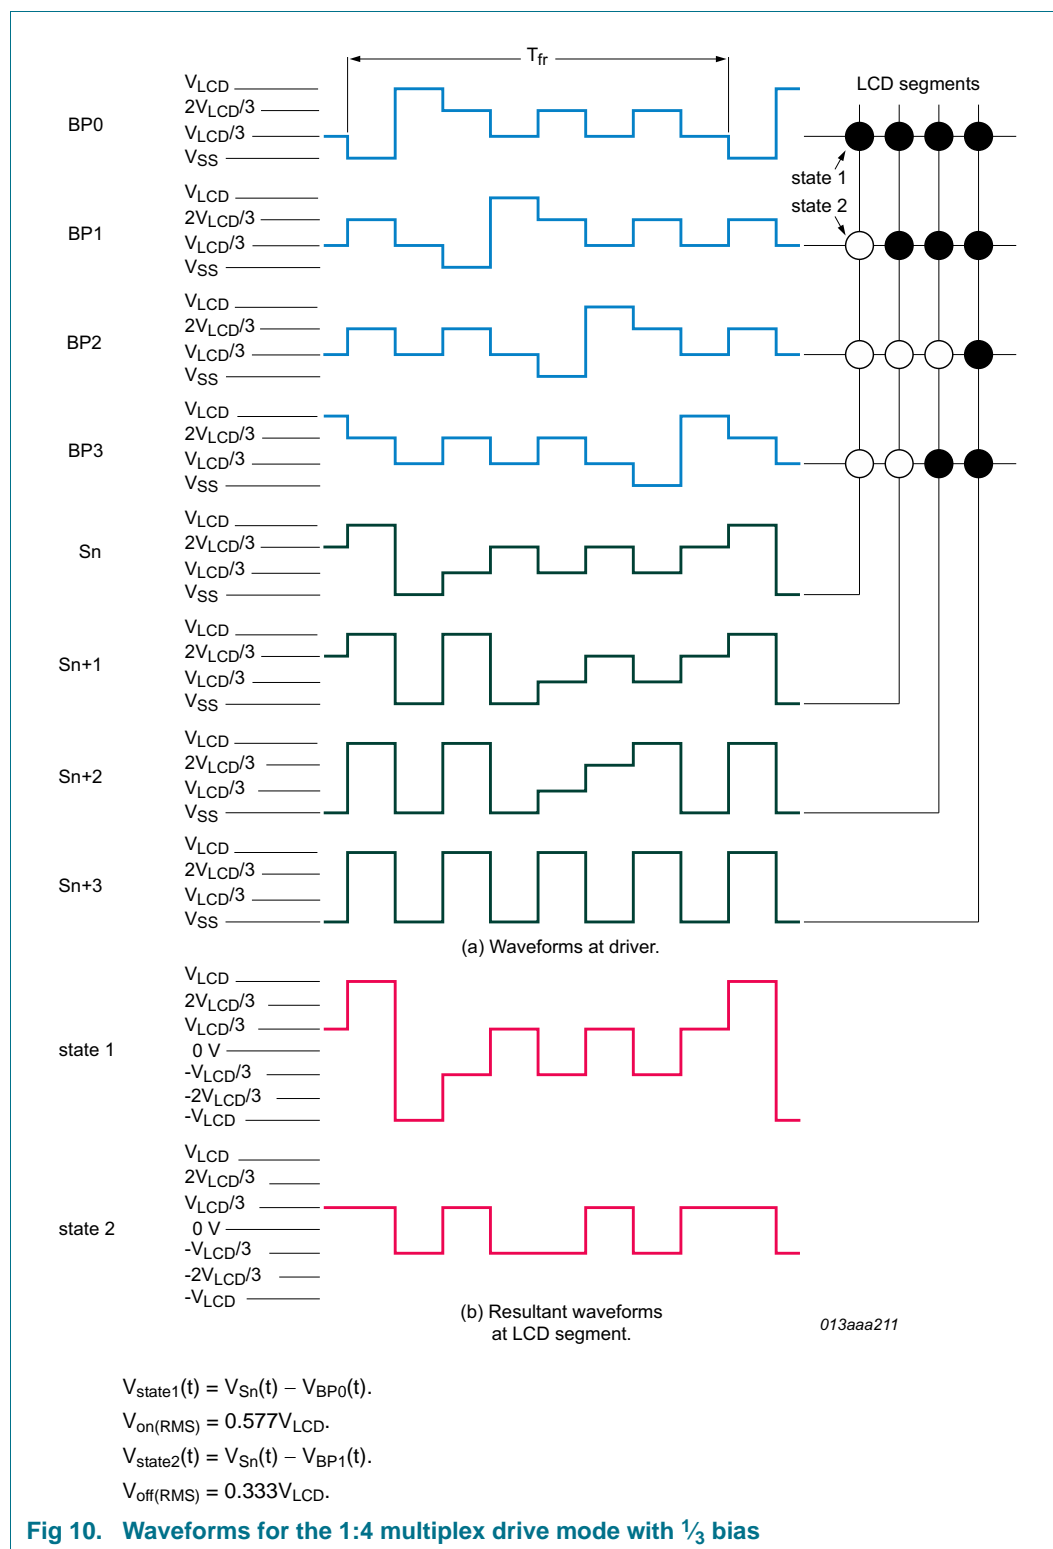 Tfr
LCD segments
BP0
VLCD
2VLCD/3
VLCD/3
VSS
state 1
state 2
BP1
VLCD
2VLCD/3
VLCD/3
VSS
BP2
VLCD
2VLCD/3
VLCD/3
VSS
BP3
VLCD
2VLCD/3
VLCD/3
VSS
Sn
VLCD
2VLCD/3
VLCD/3
VSS
Sn+1
VLCD
2VLCD/3
VLCD/3
VSS
Sn+2
VLCD
2VLCD/3
VLCD/3
VSS
Sn+3
VLCD
2VLCD/3
VLCD/3
VSS
(a) Waveforms at driver.
state 1
VLCD
2VLCD/3
VLCD/3
0 V
-VLCD/3
-2VLCD/3
-VLCD
state 2
VLCD
2VLCD/3
VLCD/3
0 V
-VLCD/3
-2VLCD/3
-VLCD
(b) Resultant waveforms
at LCD segment.
013aaa211
Vstate1(t) = VSn(t) − VBP0(t).
Von(RMS) = 0.577VLCD.
Vstate2(t) = VSn(t) − VBP1(t).
Voff(RMS) = 0.333VLCD.
Fig 10. Waveforms for the 1:4 multiplex drive mode with 1⁄3 bias